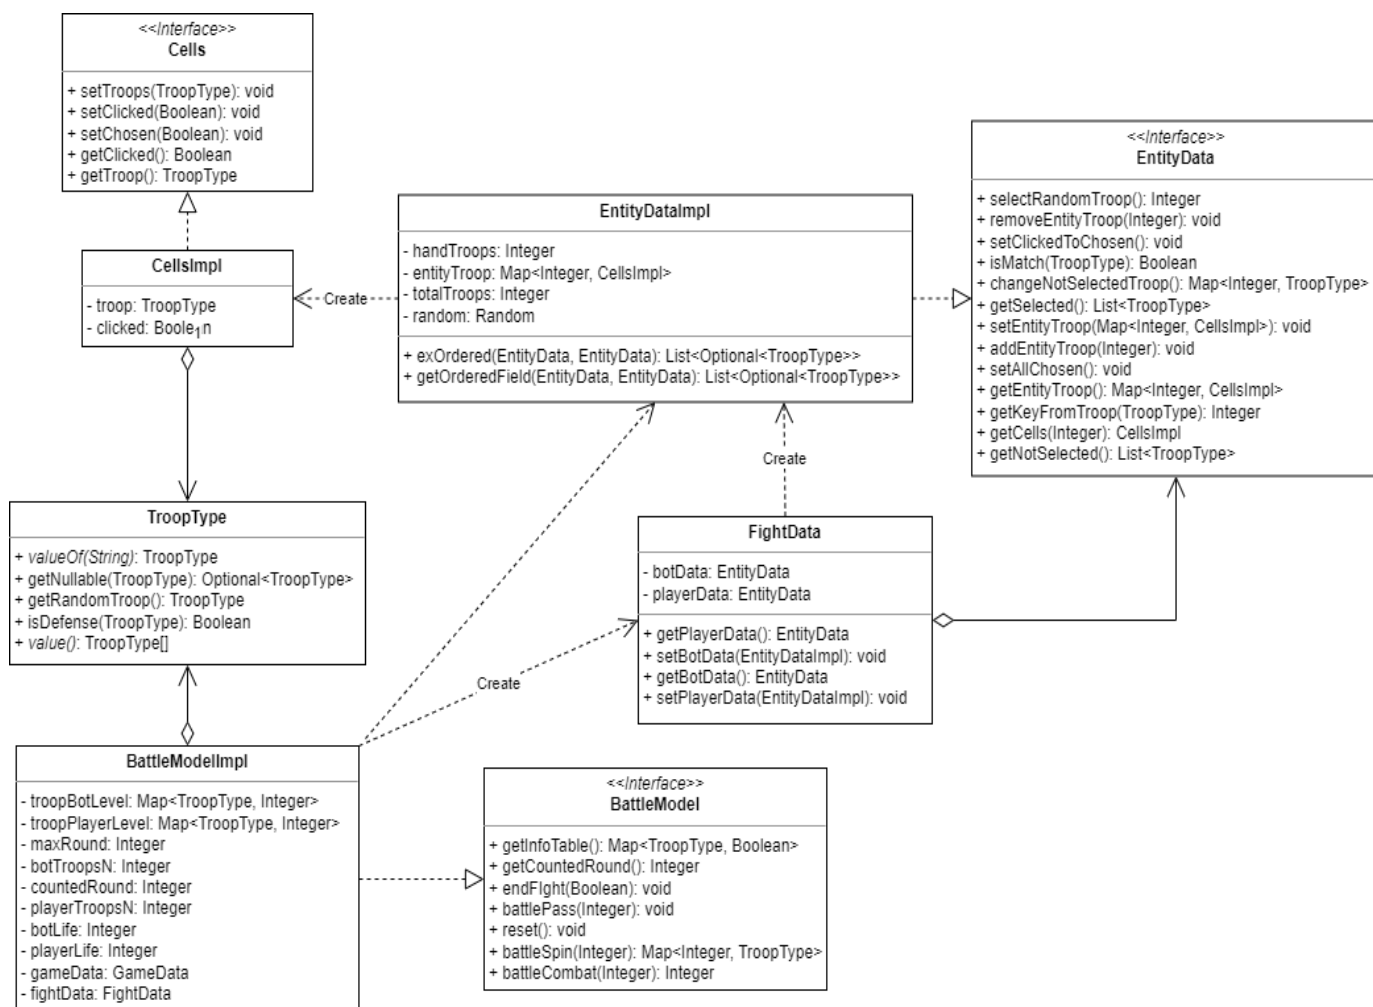 <<Interface>>
Cells
+ setTroops(TroopType): void
+ setClicked(Boolean): void
+ setChosen(Boolean): void
+ getClicked(): Boolean
+ getTroop(): TroopType
CellsImpl
- troop: TroopType
- clicked: Boole1n
Create
EntityDataImpl
- handTroops: Integer
- entityTroop: Map<Integer, CellsImpl>
- totalTroops: Integer
- random: Random
+ exOrdered(EntityData, EntityData): List<Optional<TroopType>>
+ getOrderedField(EntityData, EntityData): List<Optional<TroopType>>
<<Interface>>
EntityData
+ selectRandomTroop(): Integer
+ removeEntityTroop(Integer): void
+ setClickedToChosen(): void
+ isMatch(TroopType): Boolean
+ changeNotSelectedTroop(): Map<Integer, TroopType>
+ getSelected(): List<TroopType>
+ setEntityTroop(Map<Integer, CellsImpl>): void
+ addEntityTroop(Integer): void
+ setAllChosen(): void
+ getEntityTroop(): Map<Integer, CellsImpl>
+ getKeyFromTroop(TroopType): Integer
+ getCells(Integer): CellsImpl
+ getNotSelected(): List<TroopType>
Create
TroopType
+ valueOf(String): TroopType
+ getNullable(TroopType): Optional<TroopType>
+ getRandomTroop(): TroopType
+ isDefense(TroopType): Boolean
+ value(): TroopType[]
FightData
- botData: EntityData
- playerData: EntityData
+ getPlayerData(): EntityData
+ setBotData(EntityDataImpl): void
+ getBotData(): EntityData
+ setPlayerData(EntityDataImpl): void
Create
BattleModelImpl
- troopBotLevel: Map<TroopType, Integer>
- troopPlayerLevel: Map<TroopType, Integer>
- maxRound: Integer
- botTroopsN: Integer
- countedRound: Integer
- playerTroopsN: Integer
- botLife: Integer
- playerLife: Integer
- gameData: GameData
- fightData: FightData
<<Interface>>
BattleModel
+ getInfoTable(): Map<TroopType, Boolean>
+ getCountedRound(): Integer
+ endFIght(Boolean): void
+ battlePass(Integer): void
+ reset(): void
+ battleSpin(Integer): Map<Integer, TroopType>
+ battleCombat(Integer): Integer